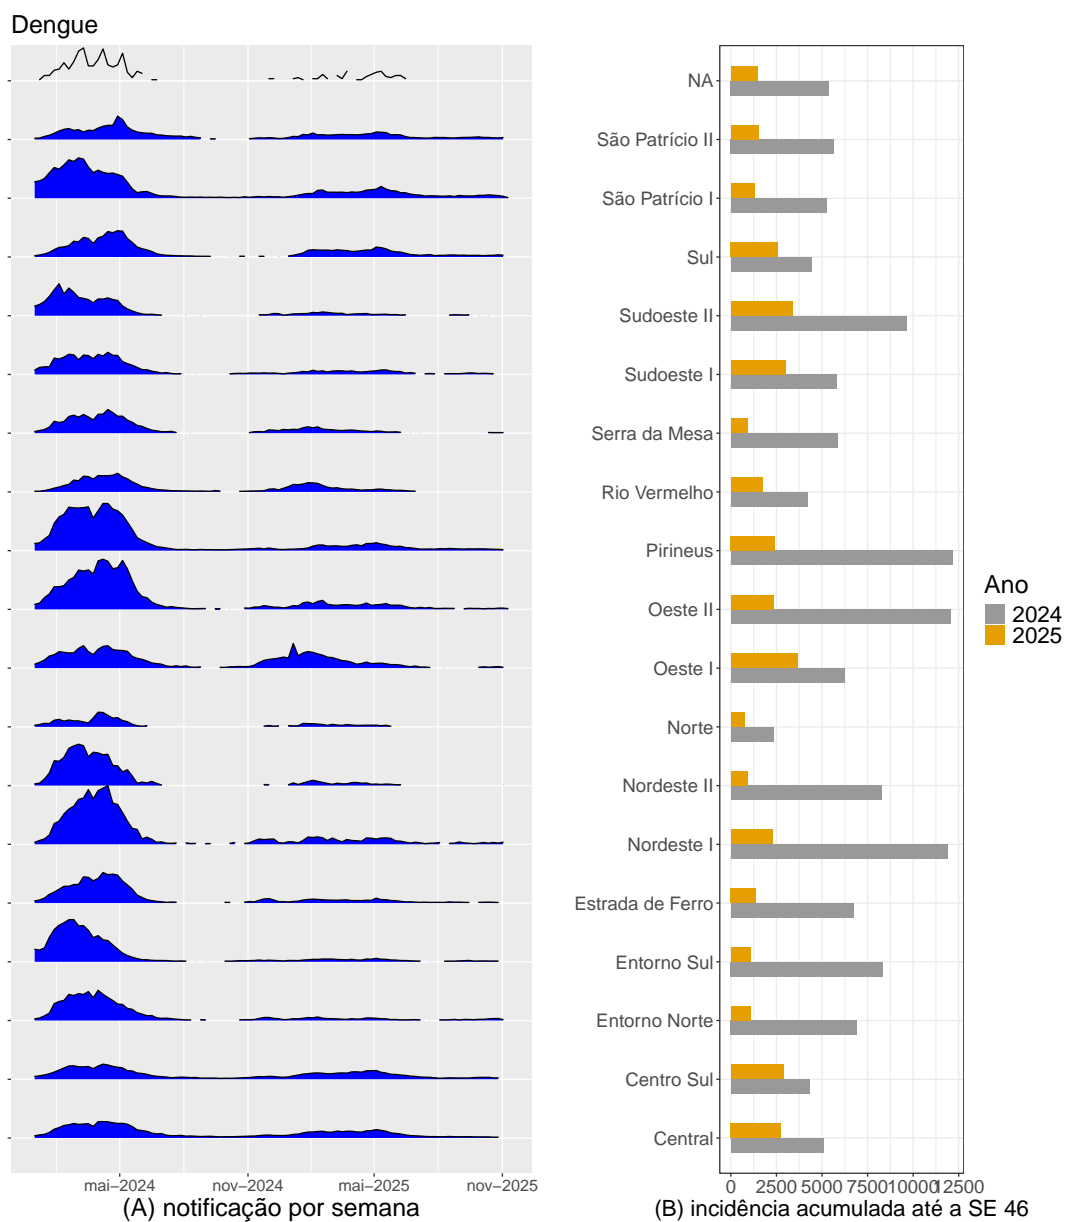 Dengue
NA
São Patrício II
São Patrício I
Sul
Sudoeste II
Sudoeste I
Serra da Mesa
Rio Vermelho
Pirineus
Oeste II
Oeste I
Norte
Nordeste II
Nordeste I
Estrada de Ferro
Entorno Sul
Entorno Norte
Centro Sul
Central
Ano
2024
2025
mai−2024 nov−2024 mai−2025 nov−2025
0 2500 5000 7500 10000 12500
(A) notificação por semana
(B) incidência acumulada até a SE 46